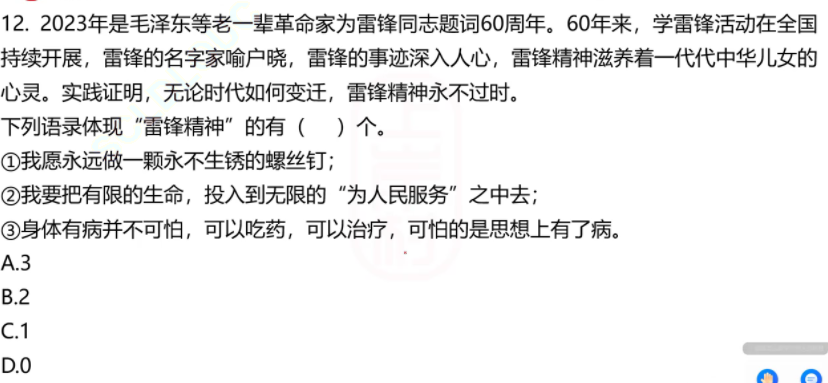 12. 2023年是毛泽东等老一辈革命家为雷锋同志题词60周年。60年来，学雷锋活动在全国
持续开展，雷锋的名字家喻户晓，雷锋的事迹深入人心，雷锋精神滋养着一代代中华儿女的
心灵。实践证明，无论时代如何变迁，雷锋精神永不过时。
下列语录体现“雷锋精神”的有（  ）个。
①我愿永远做一颗永不生锈的螺丝钉；
②我要把有限的生命，投入到无限的“为人民服务”之中去；
③身体有病并不可怕，可以吃药，可以治疗，可怕的是思想上有了病。
A.3
B.2
C.1
D.0